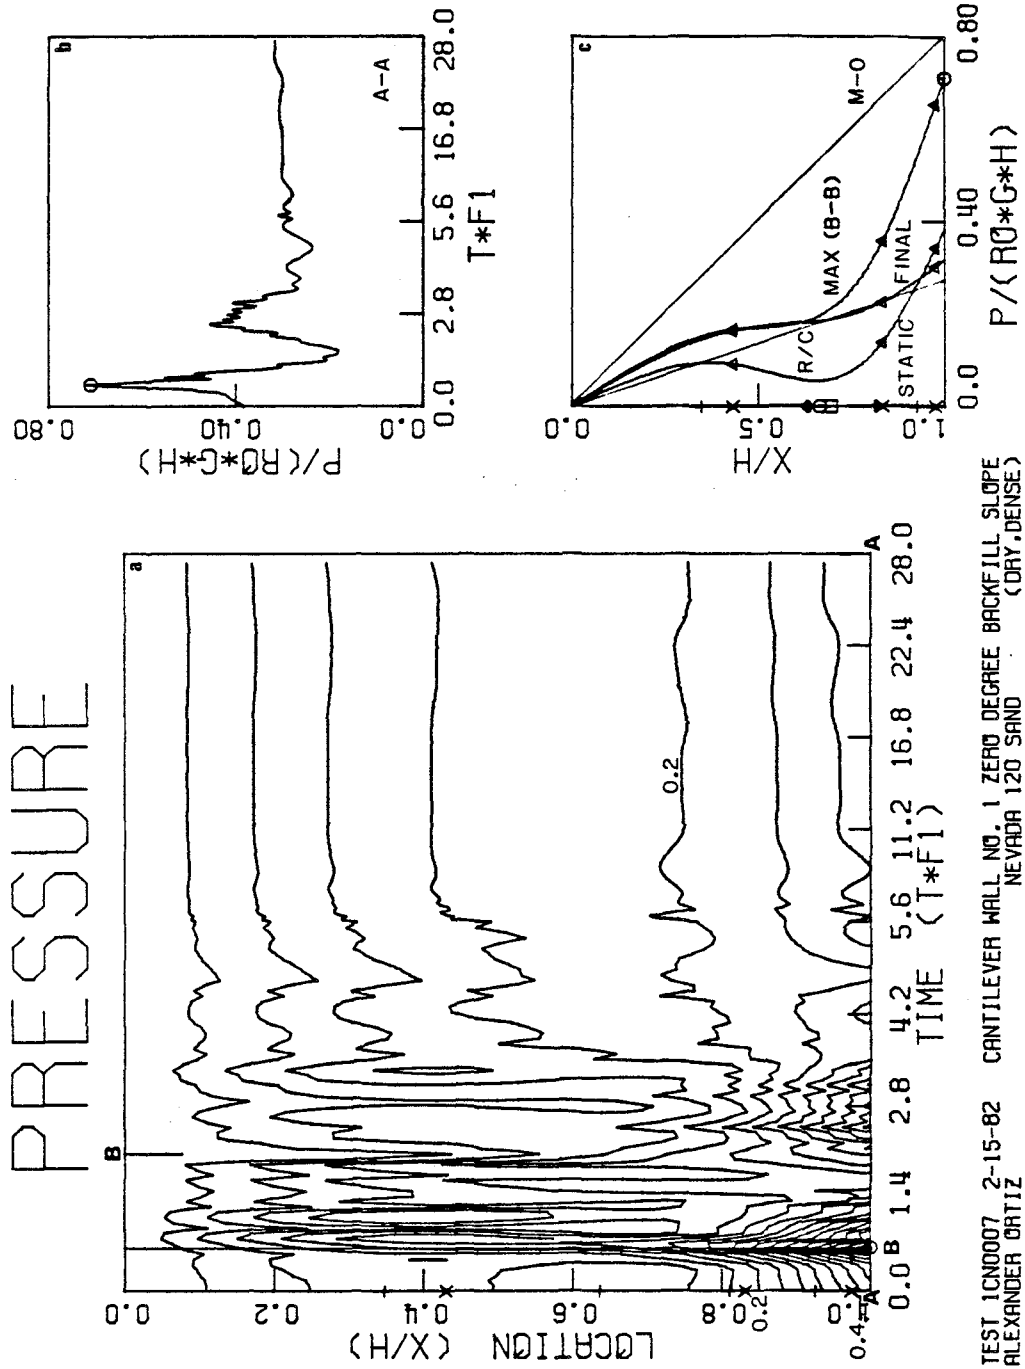 PRESSURE
a
LOCATION (X/H)
0.0
0.2
0.4
0.6
0.8
1.0
B
B
A
A
0.2
0.4
0.2
0.0 1.4 2.8 4.2 5.6 11.2 16.8 22.4 28.0
TIME (T*F1)
b
P/(RO*G*H)
0.80
0.40
0.0
A-A
0.0 2.8 5.6 16.8 28.0
T*F1
c
X/H
0.0
0.5
1.0
M-O
MAX (B-B)
R/C
STATIC
FINAL
0.0 0.40 0.80
P/(RO*G*H)
TEST 1CN0007 2-15-82 CANTILEVER WALL NO. 1 ZERO DEGREE BACKFILL SLOPE
ALEXANDER ORTIZ NEVADA 120 SAND (DRY,DENSE)